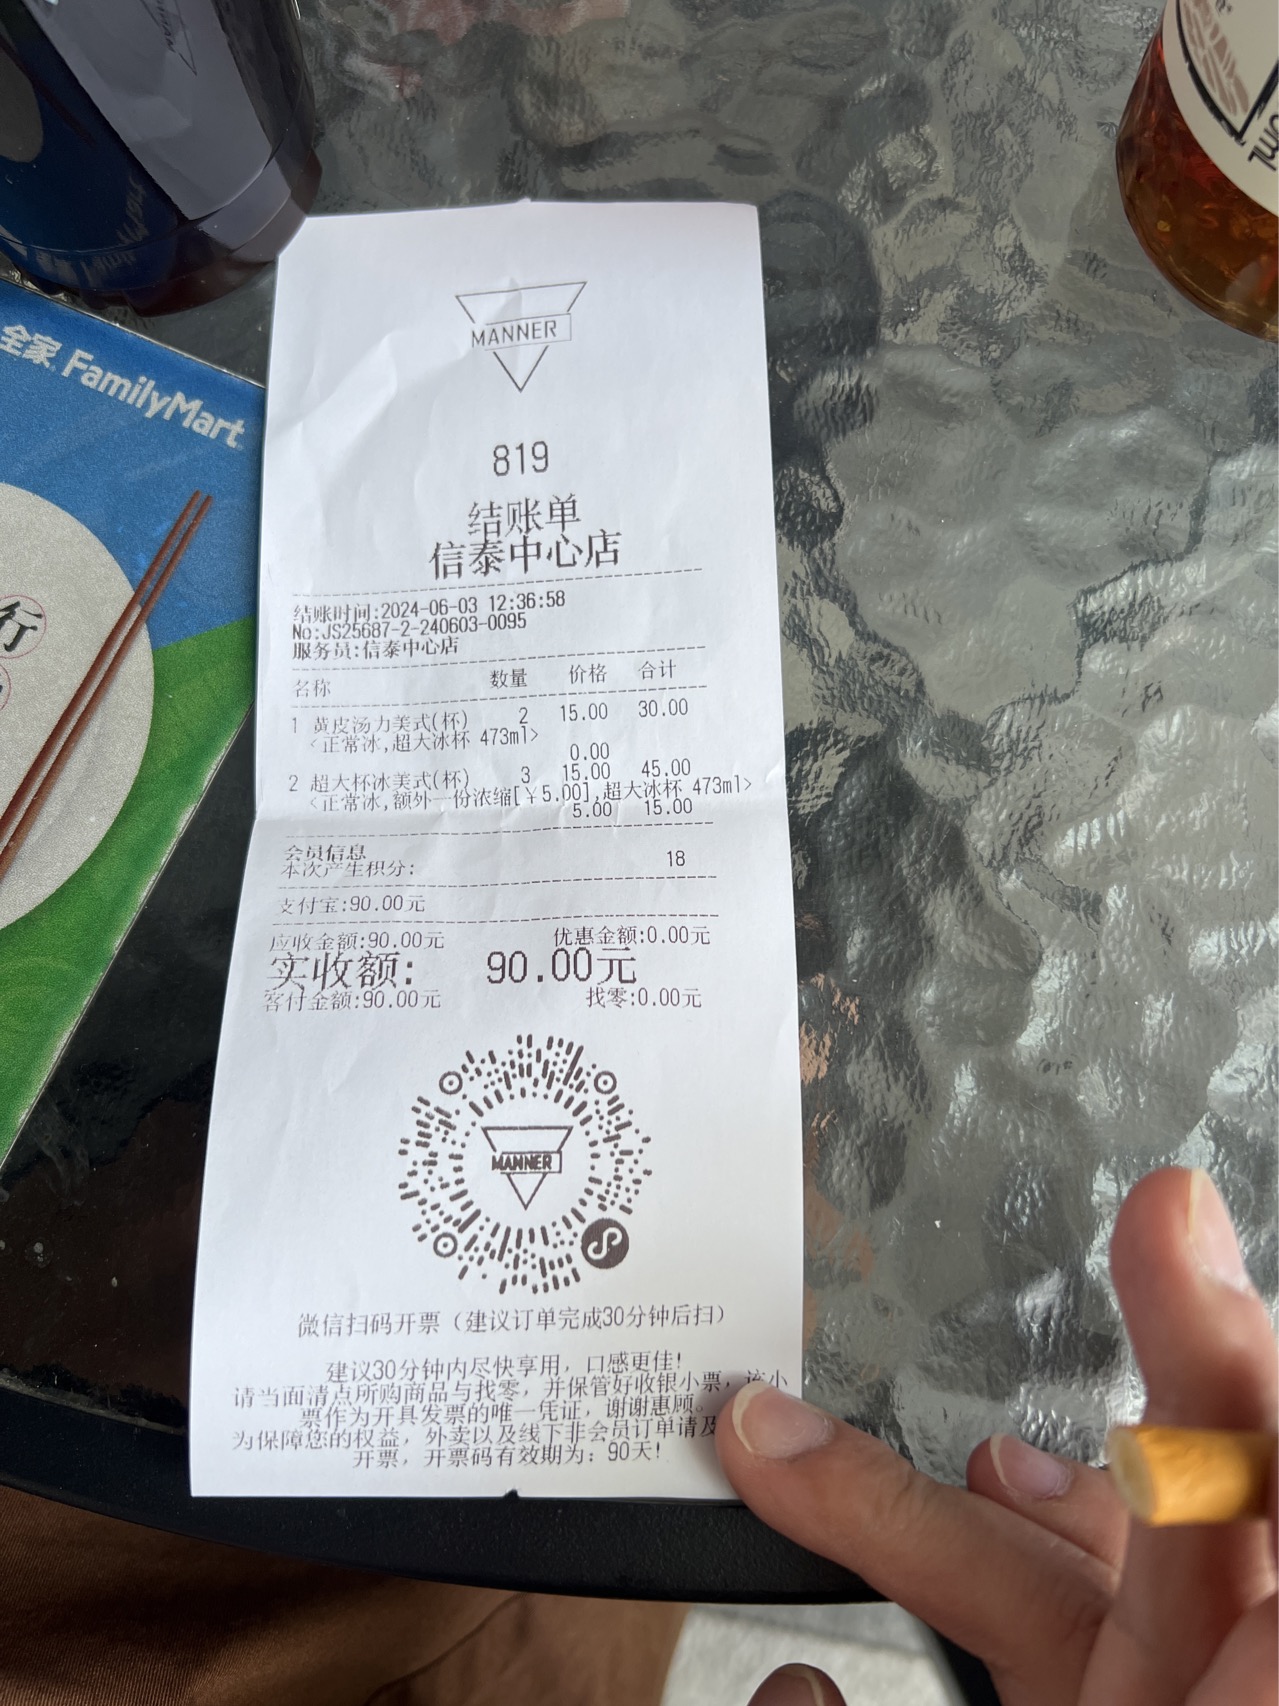 全家 FamilyMart
行
MANNER
819
结账单
信泰中心店
结账时间:2024-06-03 12:36:58
No:JS25687-2-240603-0095
服务员:信泰中心店
名称 数量 价格 合计
1 黄皮汤力美式(杯) 2 15.00 30.00
<正常冰,超大冰杯 473ml>
0.00
2 超大杯冰美式(杯) 3 15.00 45.00
<正常冰,额外一份浓缩[￥5.00],超大冰杯 473ml>
5.00 15.00
会员信息
本次产生积分: 18
支付宝:90.00元
应收金额:90.00元 优惠金额:0.00元
实收额: 90.00元
客付金额:90.00元 找零:0.00元
MANNER
微信扫码开票（建议订单完成30分钟后扫）
建议30分钟内尽快享用，口感更佳！
请当面清点所购商品与找零，并保管好收银小票，该小
票作为开具发票的唯一凭证，谢谢惠顾。
为保障您的权益，外卖以及线下非会员订单请及
开票，开票码有效期为：90天！